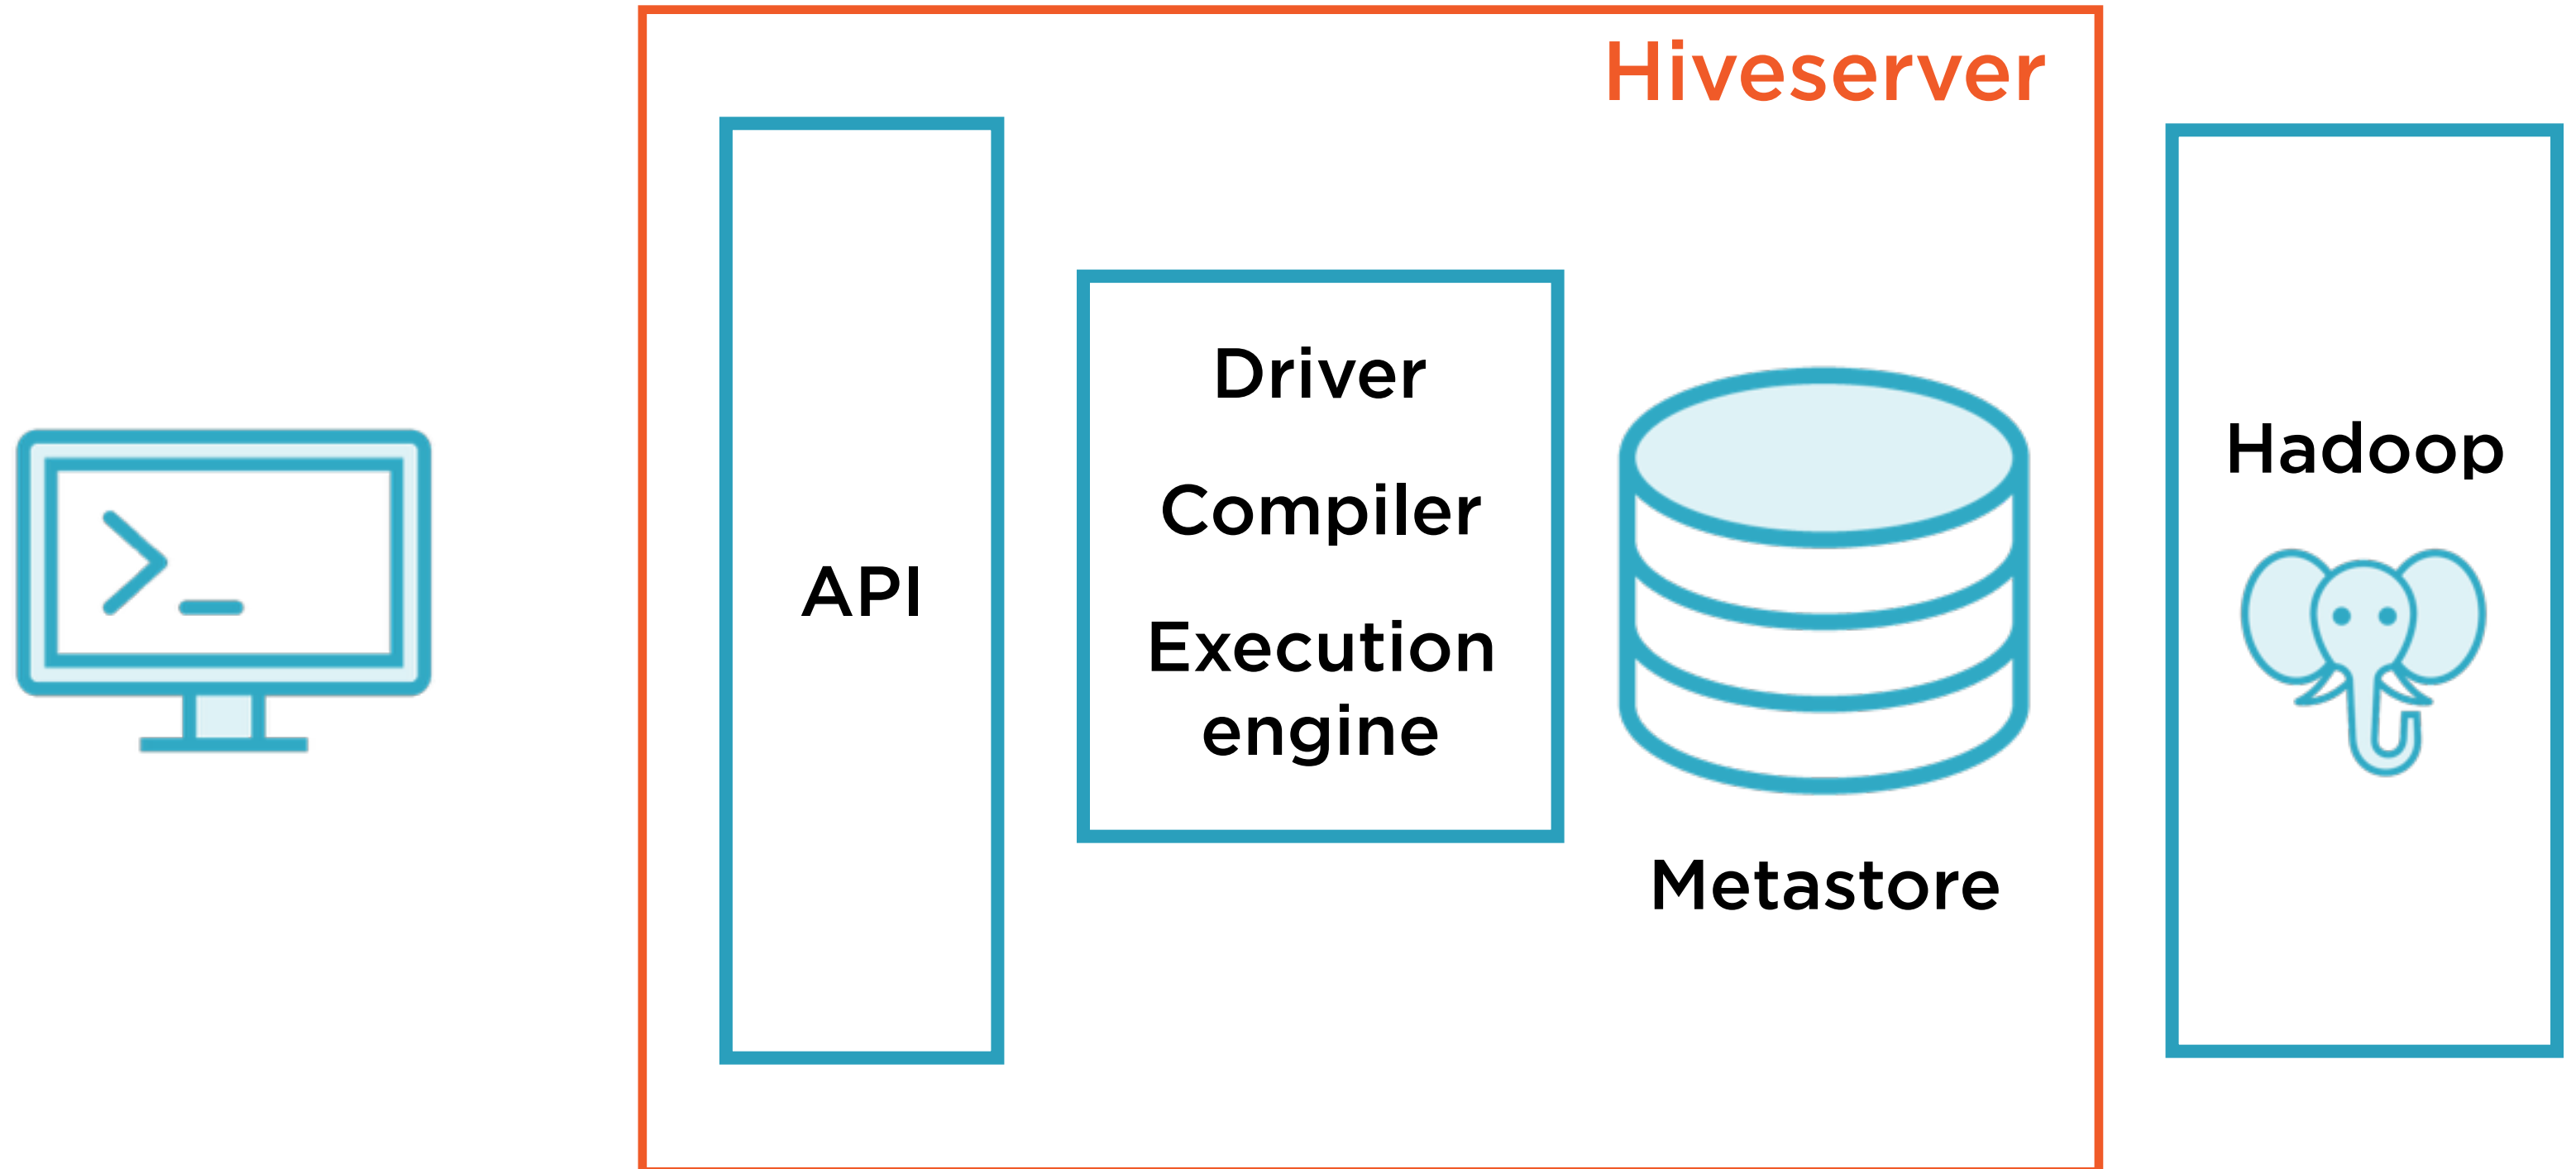 Hiveserver
>_
API
Driver
Compiler
Execution
engine
Metastore
Hadoop